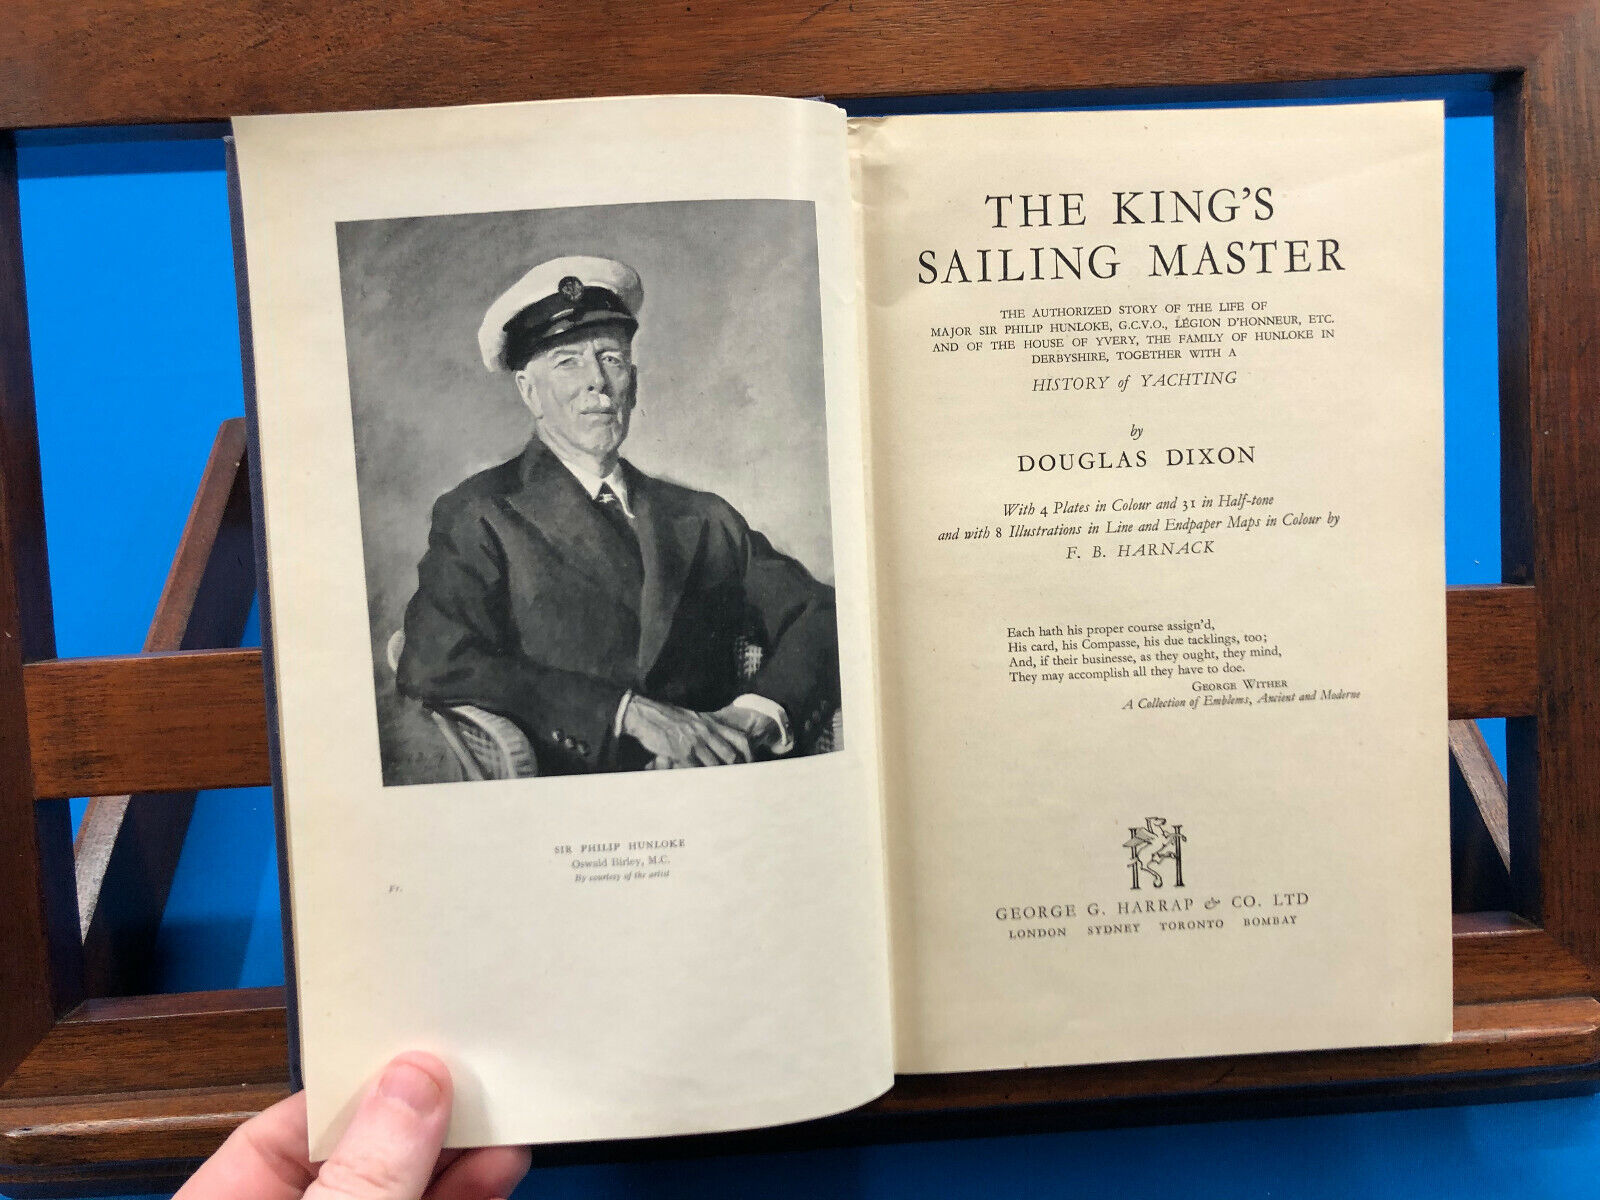 SIR PHILIP HUNLOKE
Oswald Birley, M.C.
By courtesy of the artist
Fr.
THE KING'S
SAILING MASTER
THE AUTHORIZED STORY OF THE LIFE OF
MAJOR SIR PHILIP HUNLOKE, G.C.V.O., LÉGION D'HONNEUR, ETC.
AND OF THE HOUSE OF YVERY, THE FAMILY OF HUNLOKE IN
DERBYSHIRE, TOGETHER WITH A
HISTORY of YACHTING
by
DOUGLAS DIXON
With 4 Plates in Colour and 31 in Half-tone
and with 8 Illustrations in Line and Endpaper Maps in Colour by
F. B. HARNACK
Each hath his proper course assign'd,
His card, his Compasse, his due tacklings, too;
And, if their businesse, as they ought, they mind,
They may accomplish all they have to doe.
GEORGE WITHER
A Collection of Emblems, Ancient and Moderne
GEORGE G. HARRAP & CO. LTD
LONDON SYDNEY TORONTO BOMBAY